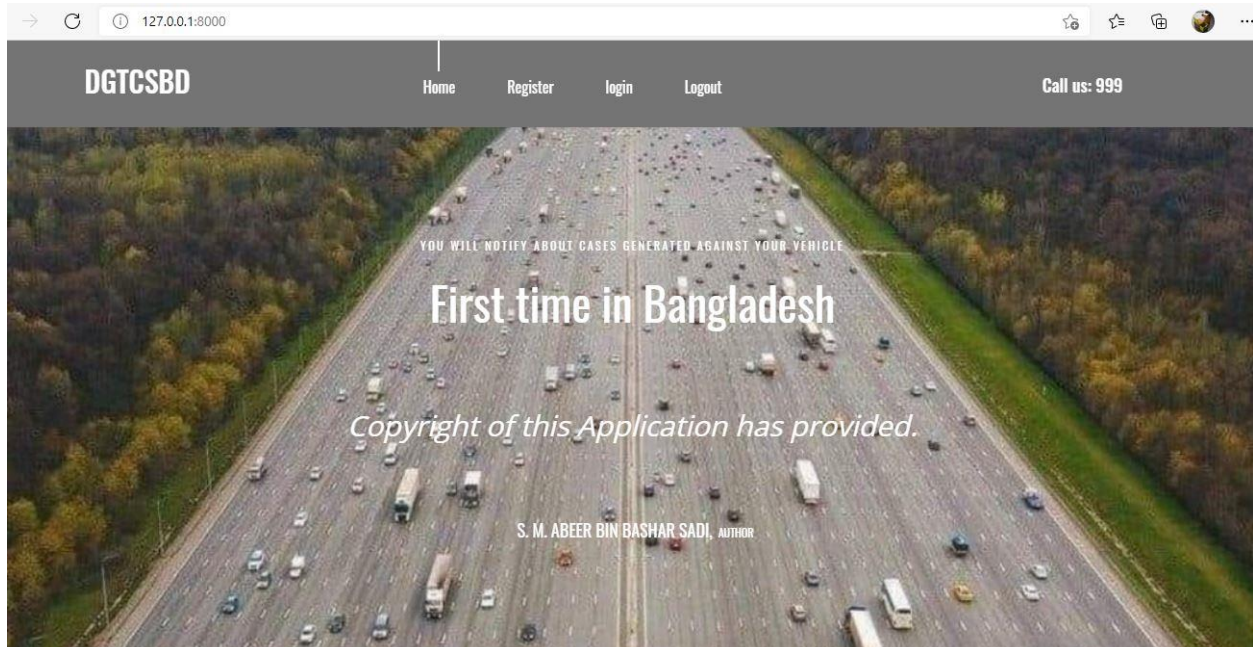 127.0.0.1:8000
DGTCSBD
Home Register login Logout
Call us: 999
YOU WILL NOTIFY ABOUT CASES GENERATED AGAINST YOUR VEHICLE
First time in Bangladesh
Copyright of this Application has provided.
S. M. ABEER BIN BASHAR SADI, AUTHOR